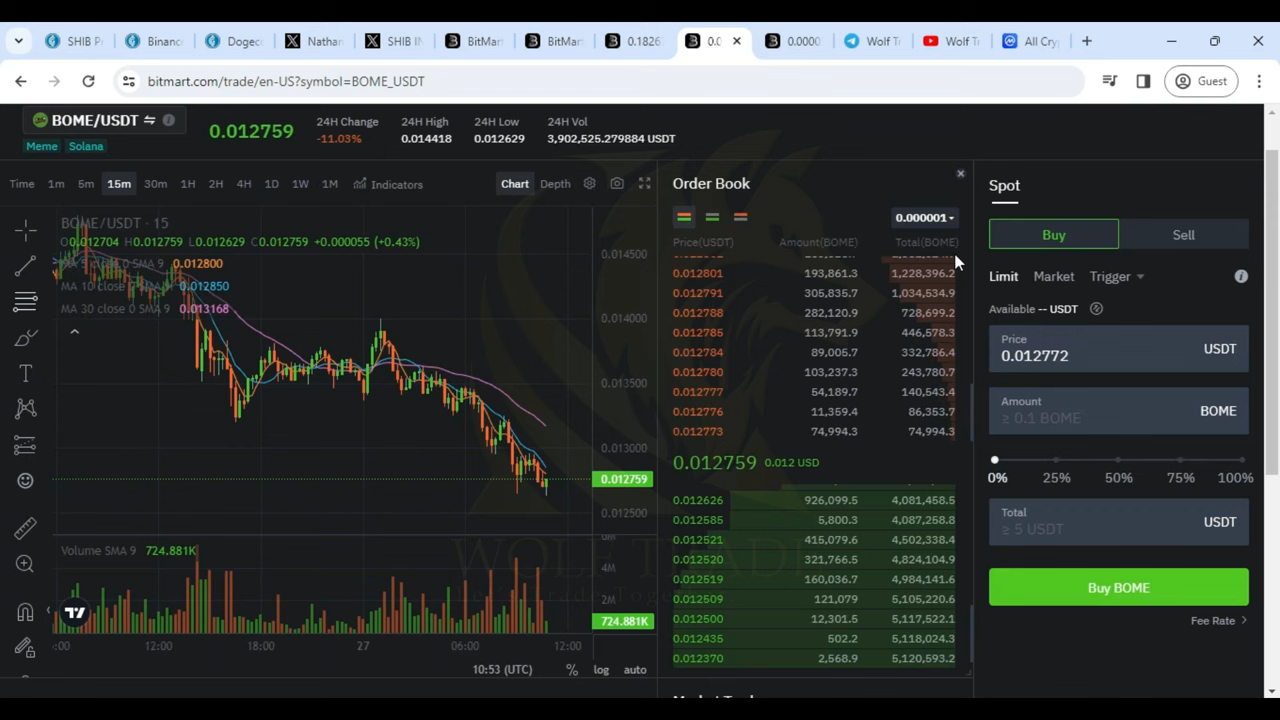 SHIB P
Binanc
Dogec
Nathan
SHIB IN
BitMar
BitMar
0.1826
0.0
0.0000
Wolf T
Wolf T
All Cry
bitmart.com/trade/en-US?symbol=BOME_USDT
Guest
BOME/USDT
0.012759
24H Change
-11.03%
24H High
0.014418
24H Low
0.012629
24H Vol
3,902,525.279884 USDT
Meme Solana
Time 1m 5m 15m 30m 1H 2H 4H 1D 1W 1M Indicators Chart Depth
BOME/USDT · 15
O0.012704 H0.012759 L0.012629 C0.012759 +0.000055 (+0.43%)
9 0.012800
MA 10 close 0 SMA 9 0.012850
MA 30 close 0 SMA 9 0.013168
0.014500
0.014000
0.013500
0.013000
0.012759
0.012500
Volume SMA 9 724.881K
4M
2M
724.881K
:00 12:00 18:00 27 06:00 12:00
10:53 (UTC) % log auto
Order Book
0.000001
Price(USDT) Amount(BOME) Total(BOME)
0.012801 193,861.3 1,228,396.2
0.012791 305,835.7 1,034,534.9
0.012788 282,120.9 728,699.2
0.012785 113,791.9 446,578.3
0.012784 89,005.7 332,786.4
0.012780 103,237.3 243,780.7
0.012777 54,189.7 140,543.4
0.012776 11,359.4 86,353.7
0.012773 74,994.3 74,994.3
0.012759 0.012 USD
0.012626 926,099.5 4,081,458.5
0.012585 5,800.3 4,087,258.8
0.012521 415,079.6 4,502,338.4
0.012520 321,766.5 4,824,104.9
0.012519 160,036.7 4,984,141.6
0.012509 121,079 5,105,220.6
0.012500 12,301.5 5,117,522.1
0.012435 502.2 5,118,024.3
0.012370 2,568.9 5,120,593.2
Spot
Buy Sell
Limit Market Trigger
Available -- USDT
Price
0.012772 USDT
Amount
≥ 0.1 BOME BOME
0% 25% 50% 75% 100%
Total
≥ 5 USDT USDT
Buy BOME
Fee Rate
WOLF TRADE